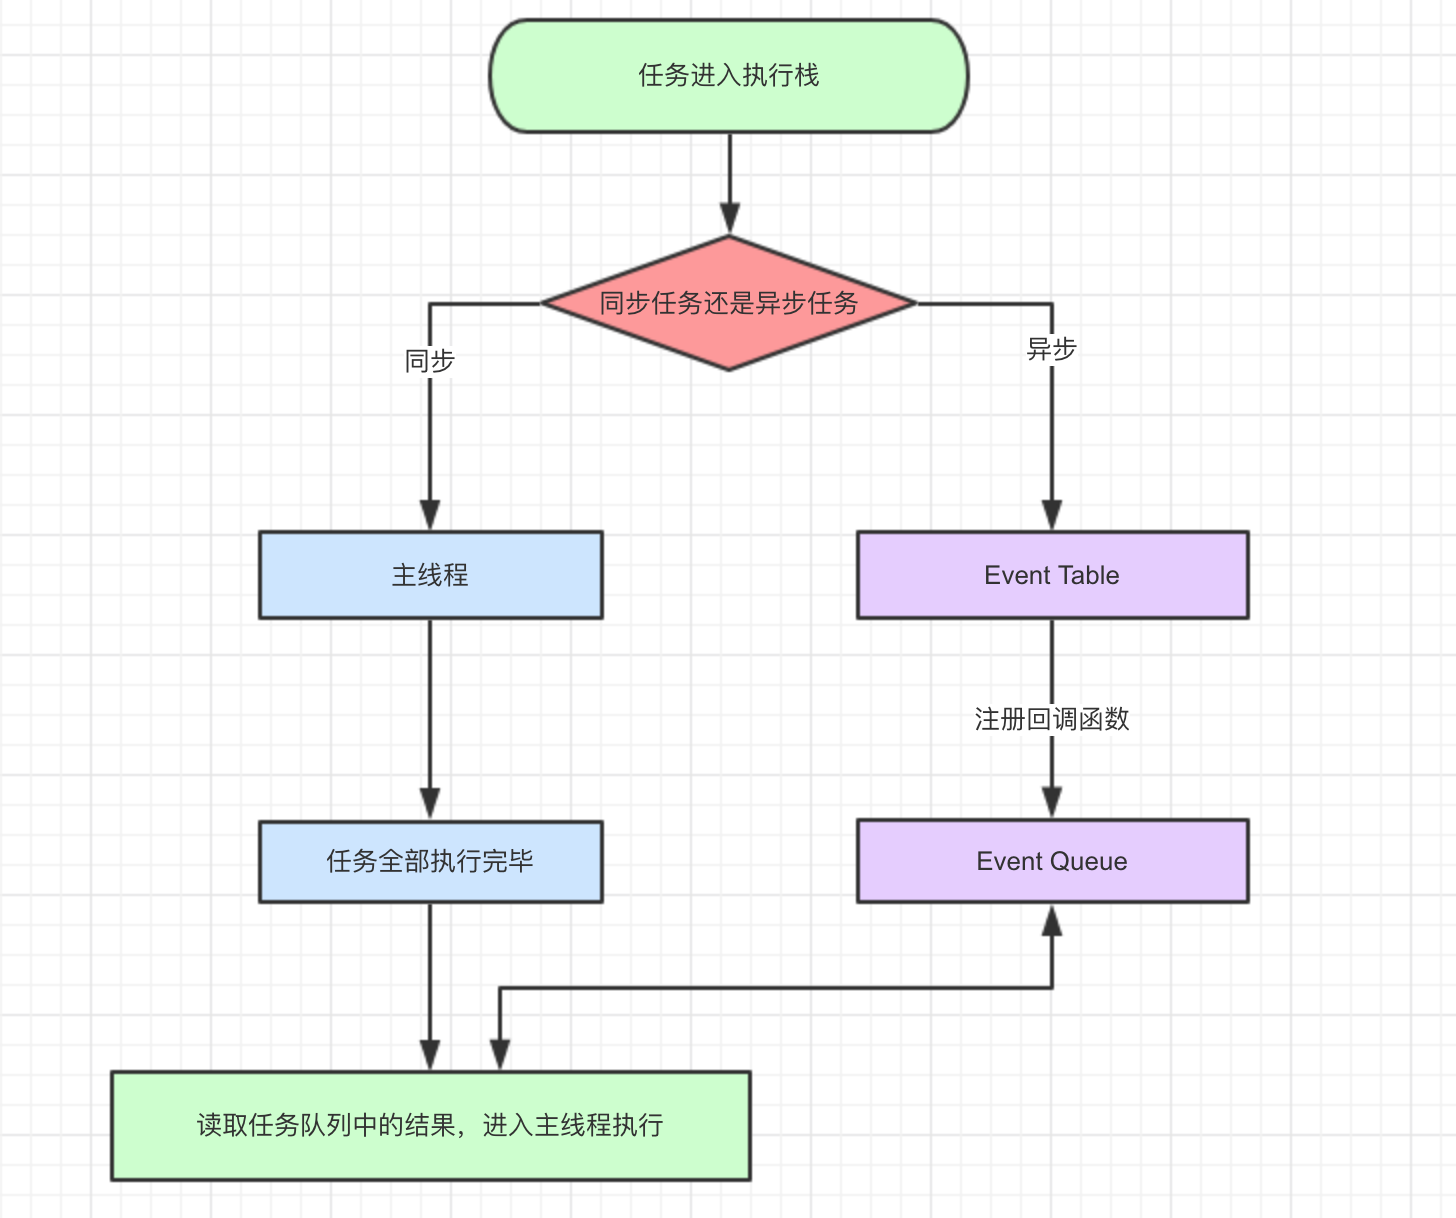 任务进入执行栈
同步任务还是异步任务
同步
异步
主线程
Event Table
注册回调函数
任务全部执行完毕
Event Queue
读取任务队列中的结果，进入主线程执行